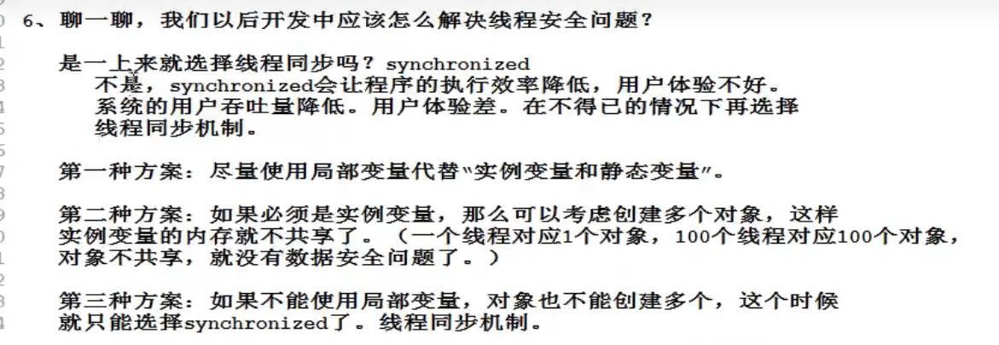 6、聊一聊，我们以后开发中应该怎么解决线程安全问题？
是一上来就选择线程同步吗？synchronized
不是，synchronized会让程序的执行效率降低，用户体验不好。
系统的用户吞吐量降低。用户体验差。在不得已的情况下再选择
线程同步机制。
第一种方案：尽量使用局部变量代替“实例变量和静态变量”。
第二种方案：如果必须是实例变量，那么可以考虑创建多个对象，这样
实例变量的内存就不共享了。（一个线程对应1个对象，100个线程对应100个对象，
对象不共享，就没有数据安全问题了。）
第三种方案：如果不能使用局部变量，对象也不能创建多个，这个时候
就只能选择synchronized了。线程同步机制。